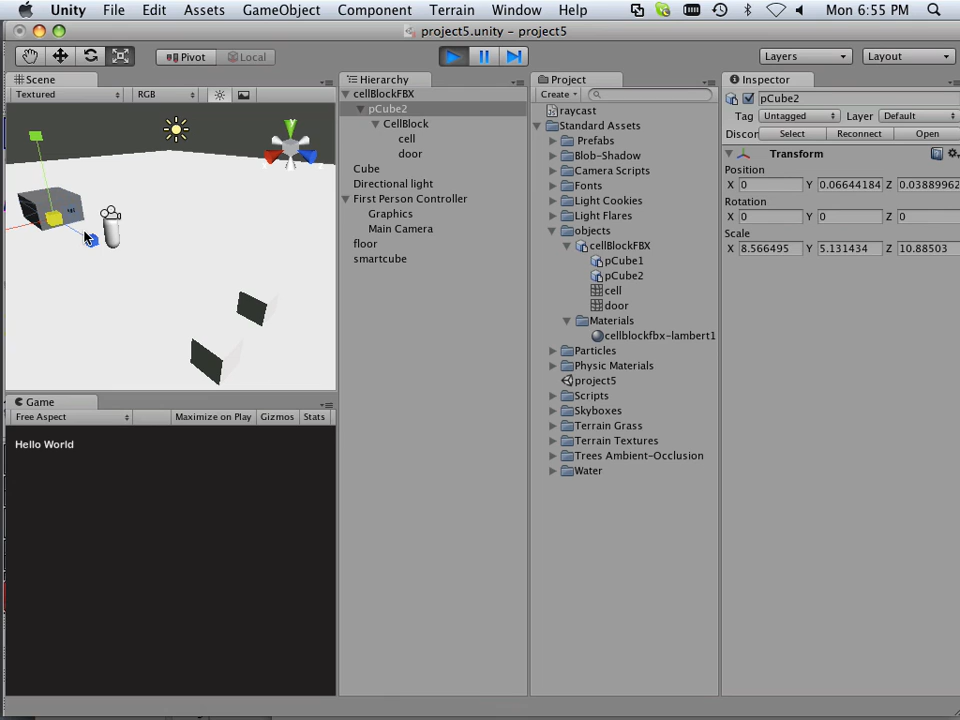 Unity File Edit Assets GameObject Component Terrain Window Help Mon 6:55 PM
project5.unity - project5
Pivot Local Layers Layout
Scene
Textured RGB
Game
Free Aspect Maximize on Play Gizmos Stats
Hello World
Hierarchy
cellBlockFBX
pCube2
CellBlock
cell
door
Cube
Directional light
First Person Controller
Graphics
Main Camera
floor
smartcube
Project
Create
raycast
Standard Assets
Prefabs
Blob-Shadow
Camera Scripts
Fonts
Light Cookies
Light Flares
objects
cellBlockFBX
pCube1
pCube2
cell
door
Materials
cellblockfbx-lambert1
Particles
Physic Materials
project5
Scripts
Skyboxes
Terrain Grass
Terrain Textures
Trees Ambient-Occlusion
Water
Inspector
pCube2
Tag Untagged Layer Default
Discor Select Reconnect Open
Transform
Position
X 0 Y 0.06644184 Z 0.03889962
Rotation
X 0 Y 0 Z 0
Scale
X 8.566495 Y 5.131434 Z 10.88503